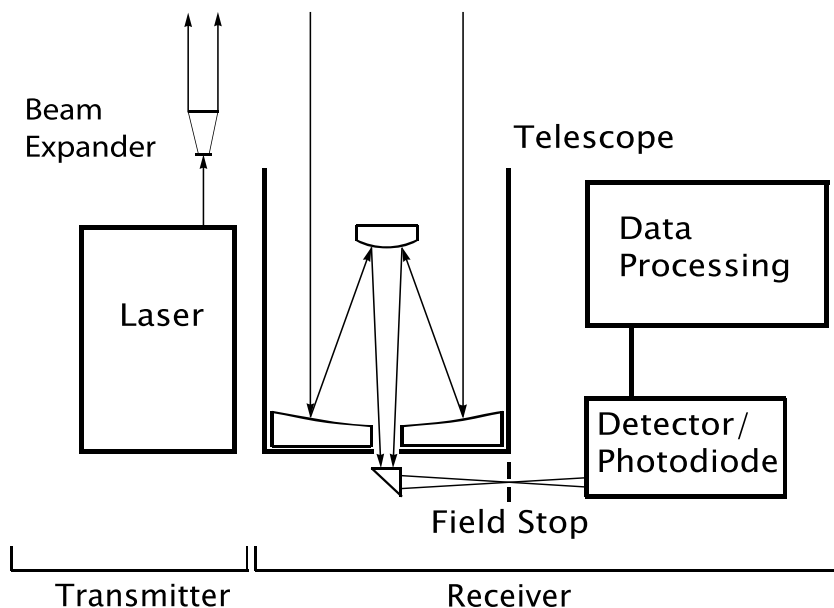 Beam
Expander
Telescope
Laser
Data
Processing
Detector/
Photodiode
Field Stop
Transmitter
Receiver